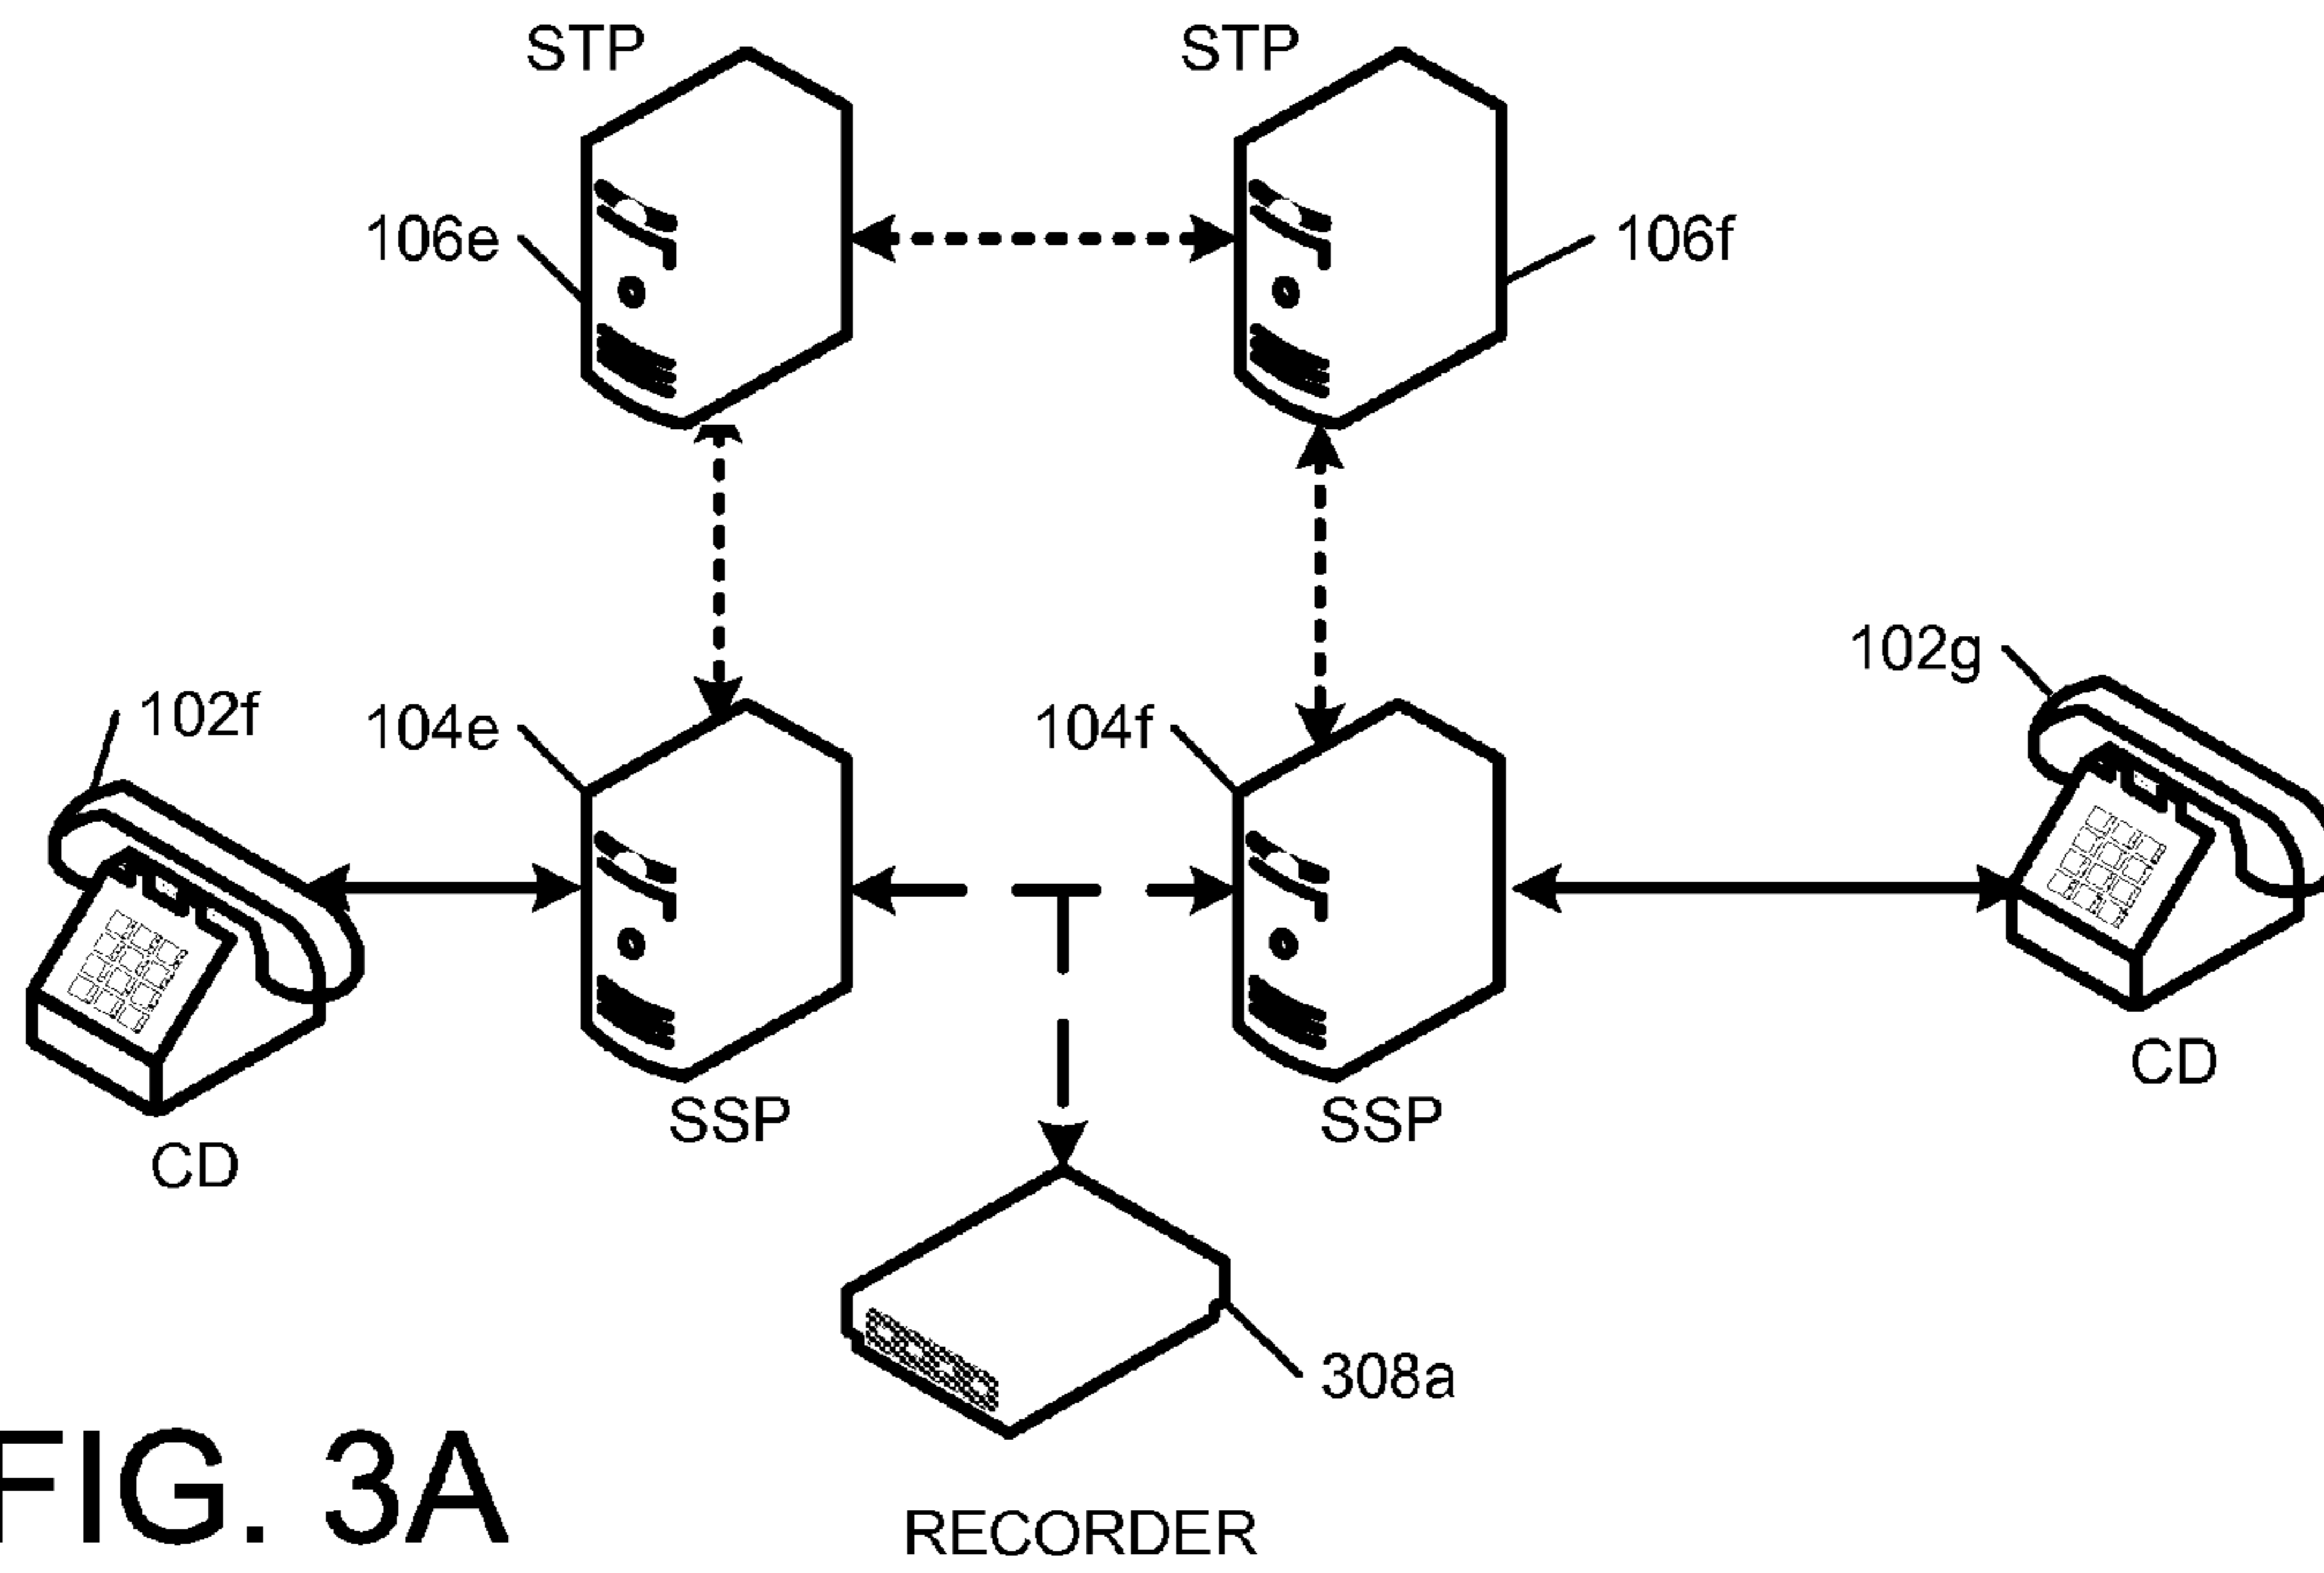 STP
STP
106e
106f
102g
102f
104e
104f
CD
SSP
SSP
CD
308a
FIG. 3A
RECORDER